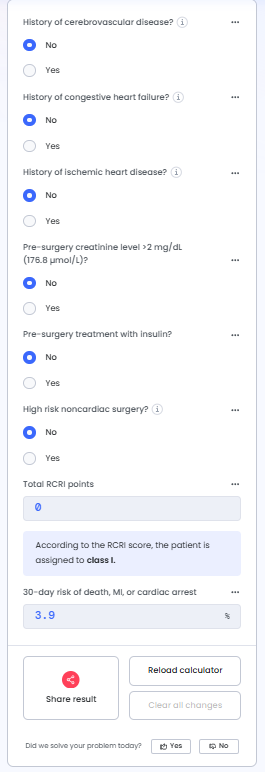 History of cerebrovascular disease? i ...
No
Yes
History of congestive heart failure? i ...
No
Yes
History of ischemic heart disease? i ...
No
Yes
Pre-surgery creatinine level >2 mg/dL
(176.8 µmol/L)? ...
No
Yes
Pre-surgery treatment with insulin? ...
No
Yes
High risk noncardiac surgery? i ...
No
Yes
Total RCRI points ...
0
According to the RCRI score, the patient is
assigned to class I.
30-day risk of death, MI, or cardiac arrest ...
3.9 %
Share result
Reload calculator
Clear all changes
Did we solve your problem today? Yes No